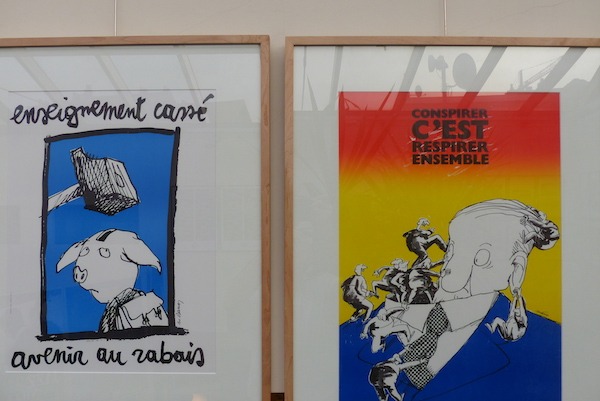 enseignement cassé
avenir au rabais
CONSPIRER
C'EST
RESPIRER
ENSEMBLE